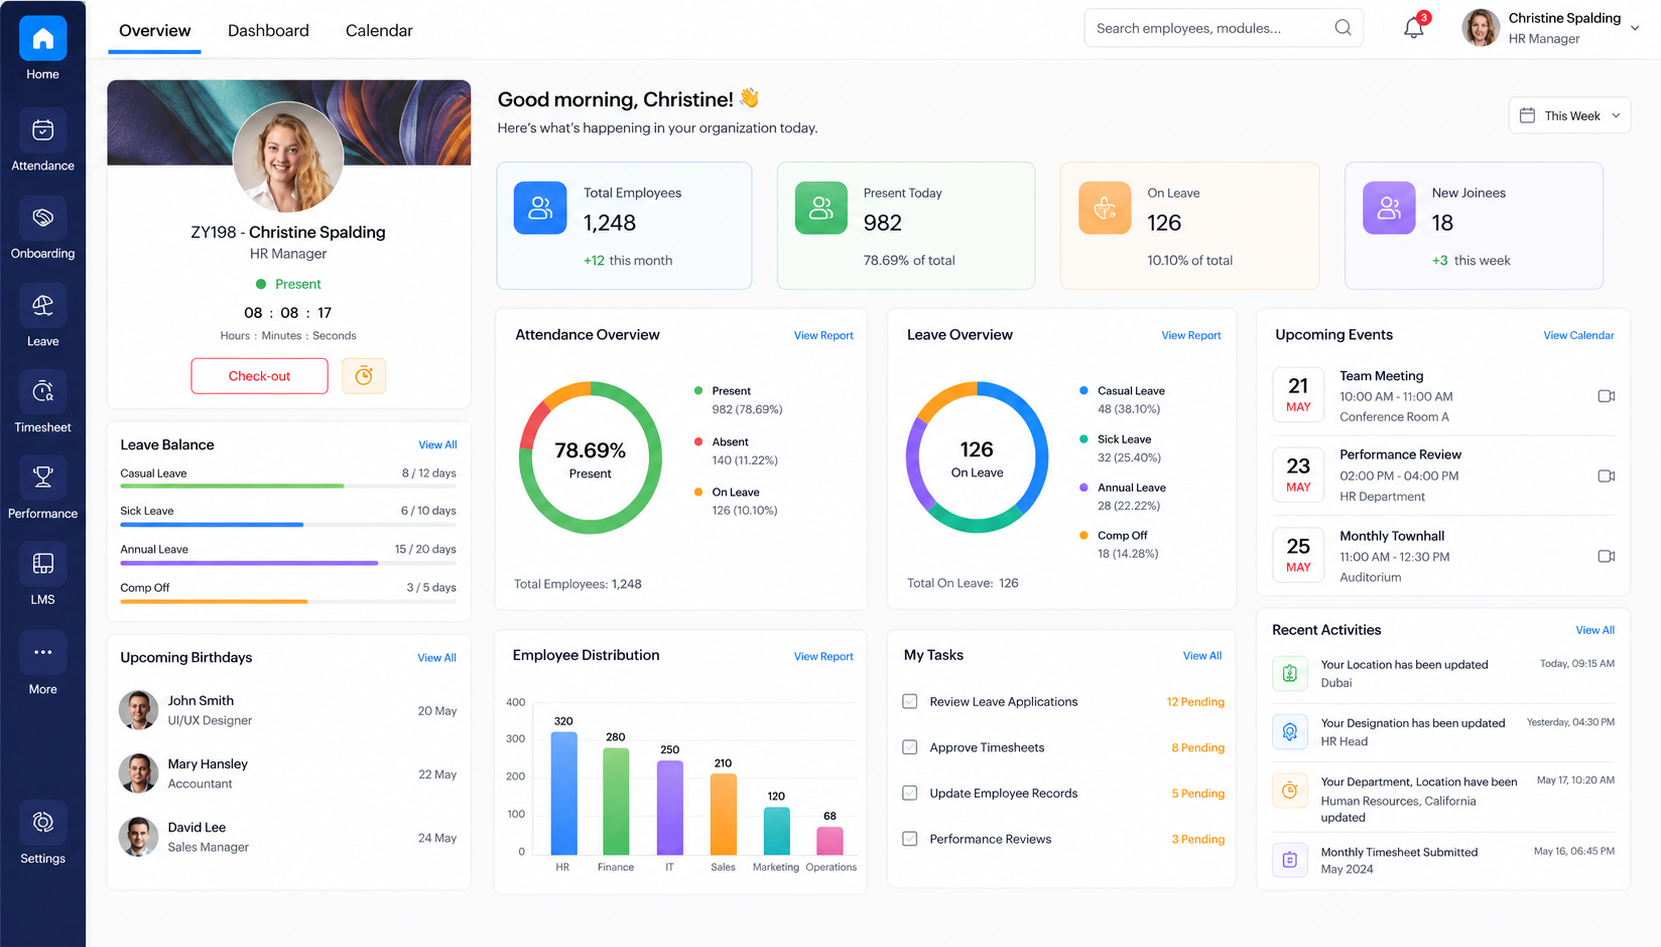 Home
Attendance
Onboarding
Leave
Timesheet
Performance
LMS
More
Settings
Overview Dashboard Calendar
Search employees, modules...
3
Christine Spalding
HR Manager
ZY198 - Christine Spalding
HR Manager
Present
08 : 08 : 17
Hours : Minutes : Seconds
Check-out
Leave Balance View All
Casual Leave 8 / 12 days
Sick Leave 6 / 10 days
Annual Leave 15 / 20 days
Comp Off 3 / 5 days
Upcoming Birthdays View All
John Smith
UI/UX Designer
20 May
Mary Hansley
Accountant
22 May
David Lee
Sales Manager
24 May
Good morning, Christine! 👋
Here's what's happening in your organization today.
This Week
Total Employees
1,248
+12 this month
Present Today
982
78.69% of total
On Leave
126
10.10% of total
New Joinees
18
+3 this week
Attendance Overview View Report
78.69%
Present
Present
982 (78.69%)
Absent
140 (11.22%)
On Leave
126 (10.10%)
Total Employees: 1,248
Leave Overview View Report
126
On Leave
Casual Leave
48 (38.10%)
Sick Leave
32 (25.40%)
Annual Leave
28 (22.22%)
Comp Off
18 (14.28%)
Total On Leave: 126
Upcoming Events View Calendar
21
MAY
Team Meeting
10:00 AM - 11:00 AM
Conference Room A
23
MAY
Performance Review
02:00 PM - 04:00 PM
HR Department
25
MAY
Monthly Townhall
11:00 AM - 12:30 PM
Auditorium
Employee Distribution View Report
400
300
200
100
0
320
280
250
210
120
68
HR Finance IT Sales Marketing Operations
My Tasks View All
Review Leave Applications 12 Pending
Approve Timesheets 8 Pending
Update Employee Records 5 Pending
Performance Reviews 3 Pending
Recent Activities View All
Your Location has been updated Today, 09:15 AM
Dubai
Your Designation has been updated Yesterday, 04:30 PM
HR Head
Your Department, Location have been May 17, 10:20 AM
Human Resources, California
updated
Monthly Timesheet Submitted May 16, 06:45 PM
May 2024